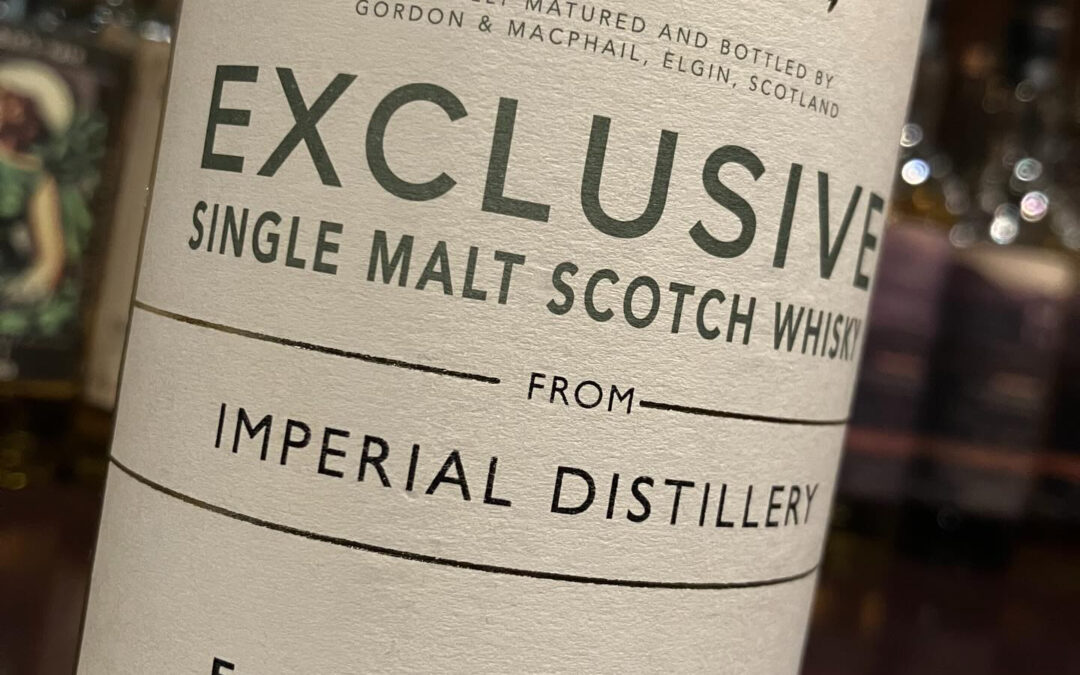 MATURED AND BOTTLED BY
GORDON & MACPHAIL, ELGIN, SCOTLAND
EXCLUSIVE
SINGLE MALT SCOTCH WHISKY
FROM
IMPERIAL DISTILLERY